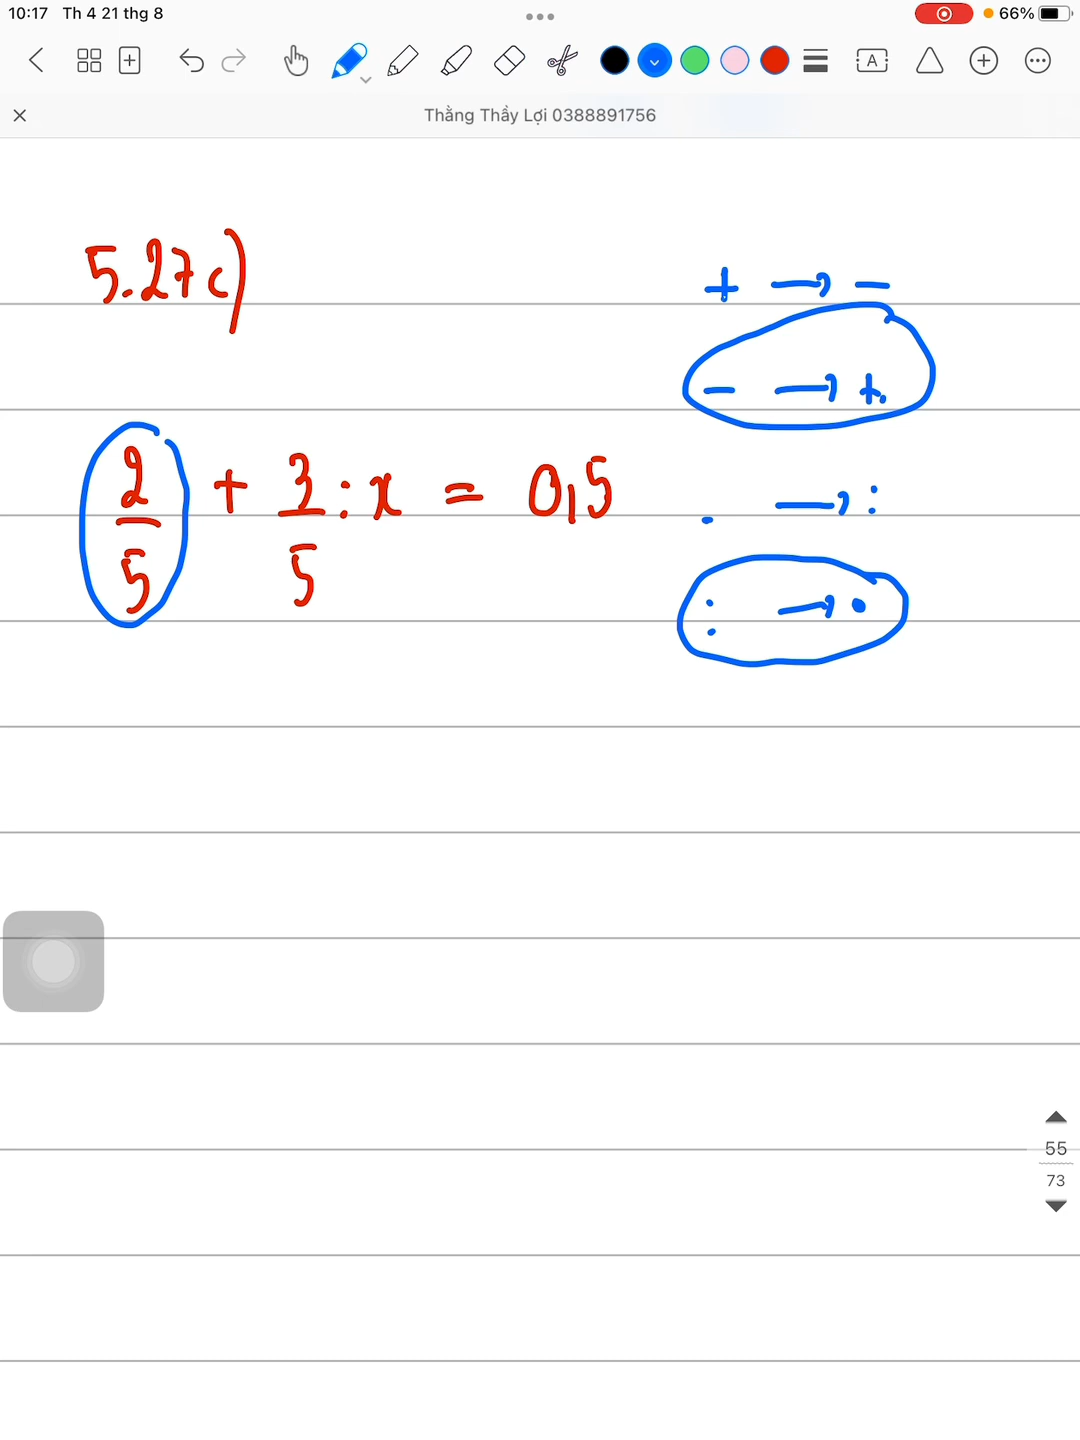 10:17 Th 4 21 thg 8
66%
A
Thằng Thầy Lợi 0388891756
5.27c)
+ → -
- → +
2/5 + 3/5 : x = 0,5
. → :
: → .
55
73